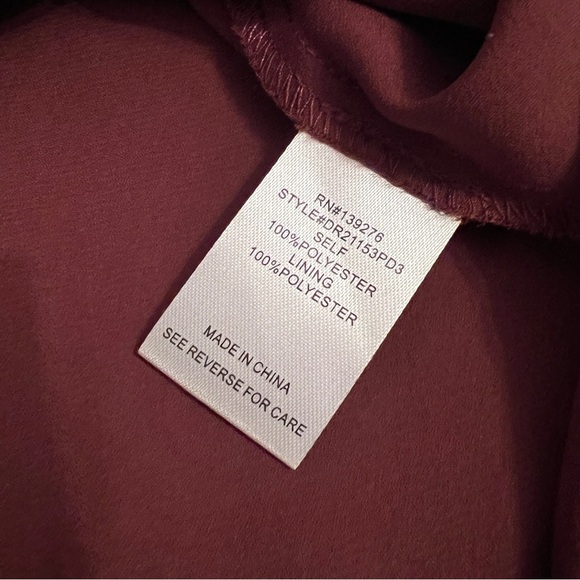 RN#139276
STYLE#DR21153PD3
SELF
100%POLYESTER
LINING
100%POLYESTER
MADE IN CHINA
SEE REVERSE FOR CARE